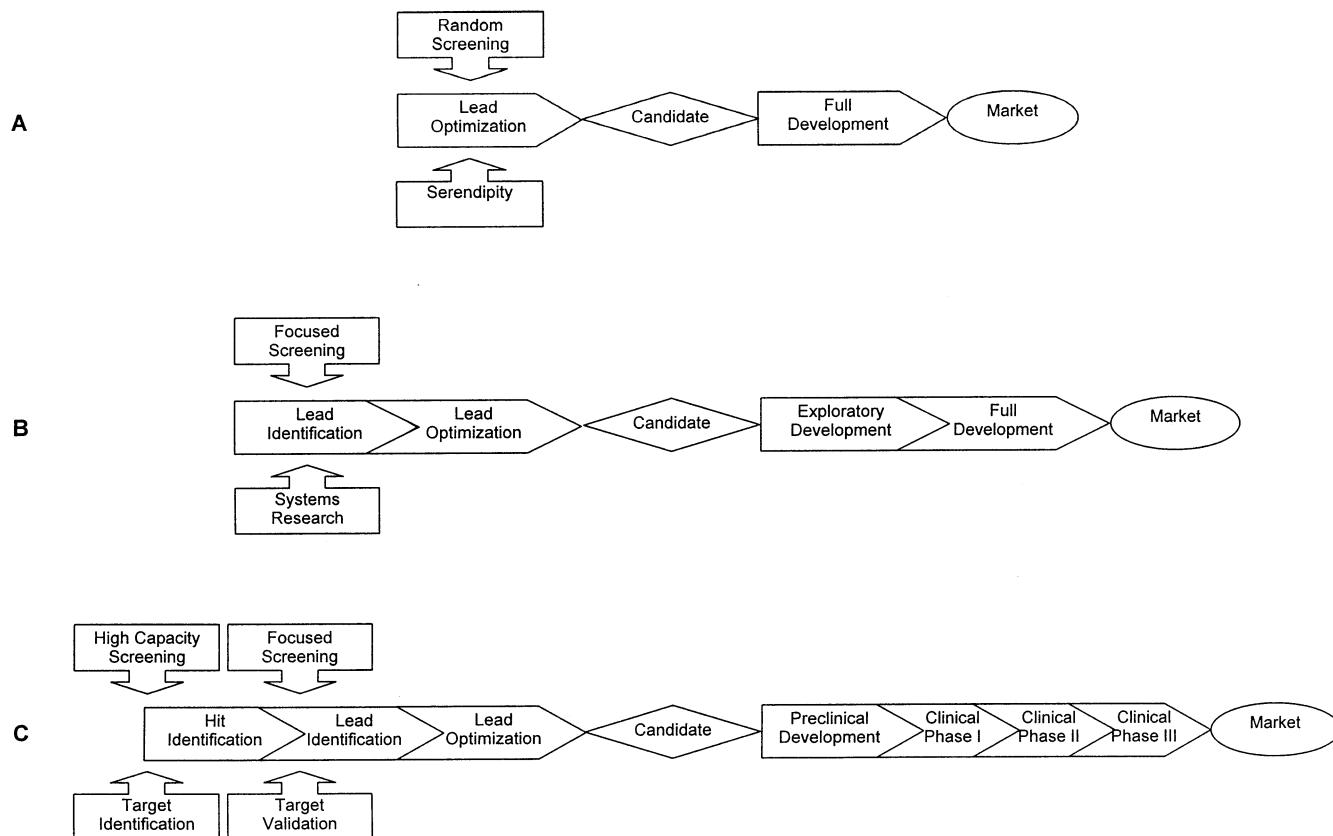 Random
Screening
A
Lead
Optimization
Candidate
Full
Development
Market
Serendipity
Focused
Screening
B
Lead
Identification
Lead
Optimization
Candidate
Exploratory
Development
Full
Development
Market
Systems
Research
High Capacity
Screening
Focused
Screening
C
Hit
Identification
Lead
Identification
Lead
Optimization
Candidate
Preclinical
Development
Clinical
Phase I
Clinical
Phase II
Clinical
Phase III
Market
Target
Identification
Target
Validation